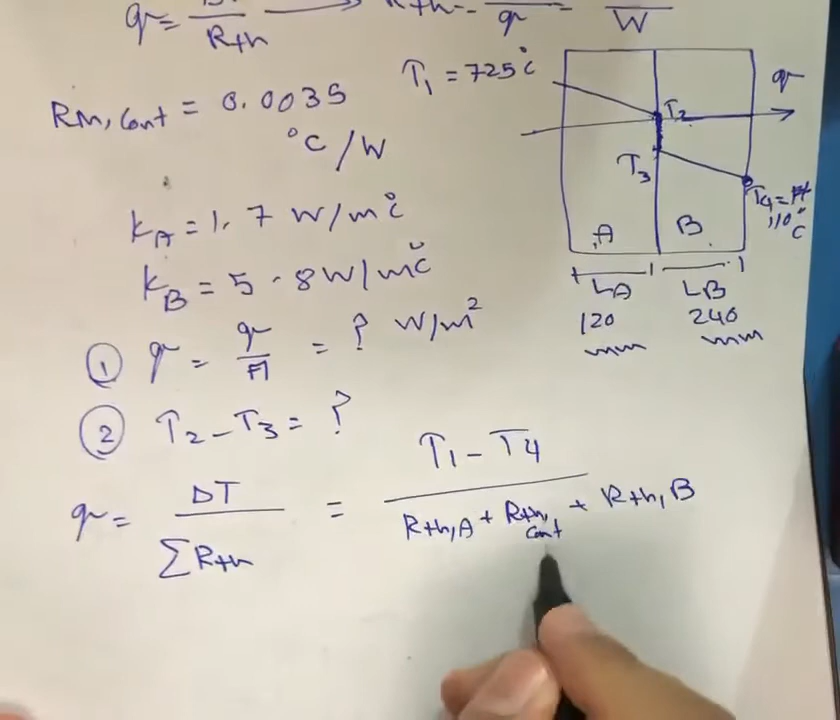 q = ΔT / Rth ⟶ Rth = / q = / W
Rth, Cont = 0.0035
°C/W
T₁ = 725°C
q
T₂
T₃
T₄ = 110°C
A B
LA LB
120 240
mm mm
kA = 1.7 W/m°C
kB = 5.8 W/m°C
① q = q/A = ? W/m²
② T₂ - T₃ = ?
q = ΔT / ΣRth = T₁ - T₄ / Rth,A + Rth,Cont + Rth,B